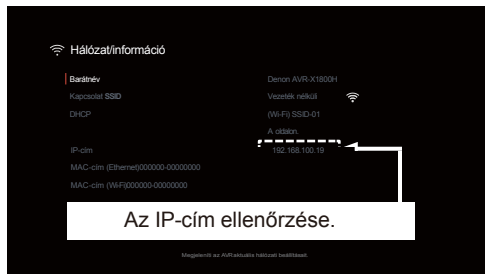 Hálózat/információ
Barátnév Denon AVR-X1800H
Kapcsolat SSID Vezeték nélküli
DHCP (Wi-Fi) SSID-01
A oldalon.
IP-cím 192.168.100.19
MAC-cím (Ethernet)000000-00000000
MAC-cím (Wi-Fi)000000-00000000
Az IP-cím ellenőrzése.
Megjeleníti az AVR aktuális hálózati beállításait.